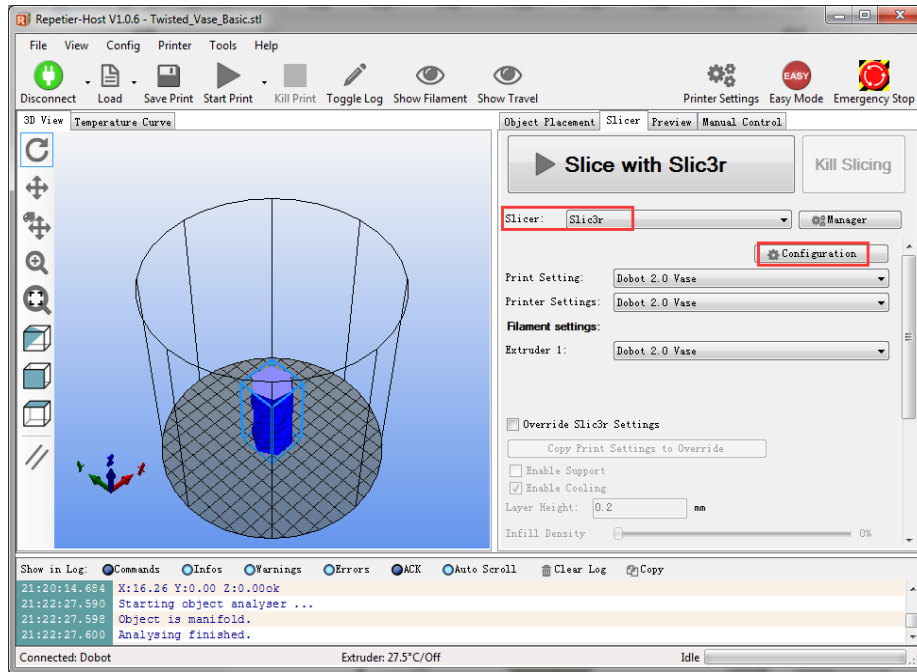 Repetier-Host V1.0.6 - Twisted_Vase_Basic.stl
File View Config Printer Tools Help
Disconnect Load Save Print Start Print Kill Print Toggle Log Show Filament Show Travel Printer Settings Easy Mode Emergency Stop
EASY
3D View Temperature Curve
Object Placement Slicer Preview Manual Control
Slice with Slic3r
Kill Slicing
Slicer: Slic3r Manager
Configuration
Print Setting: Dobot 2.0 Vase
Printer Settings: Dobot 2.0 Vase
Filament settings:
Extruder 1: Dobot 2.0 Vase
Override Slic3r Settings
Copy Print Settings to Override
Enable Support
Enable Cooling
Layer Height: 0.2 mm
Infill Density 0%
Show in Log: Commands Infos Warnings Errors ACK Auto Scroll Clear Log Copy
21:20:14.684 X:16.26 Y:0.00 Z:0.00ok
21:22:27.590 Starting object analyser ...
21:22:27.598 Object is manifold.
21:22:27.600 Analysing finished.
Connected: Dobot Extruder: 27.5°C/Off Idle